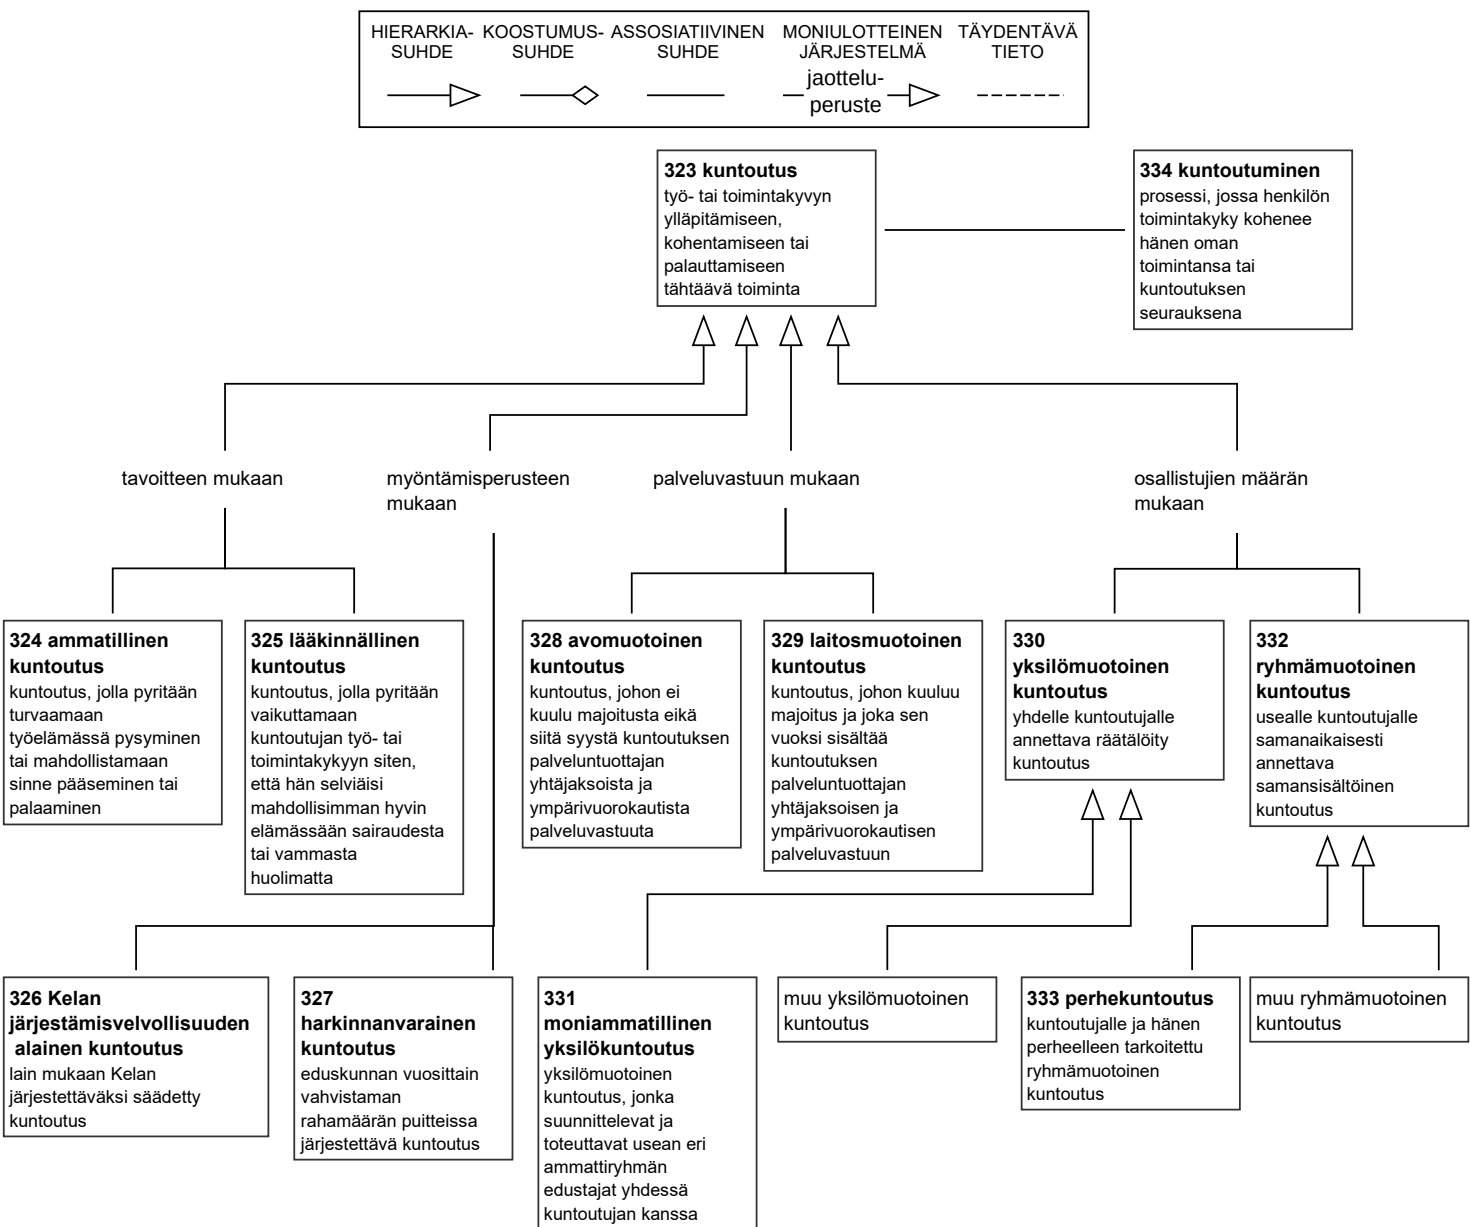 HIERARKIA-
SUHDE
KOOSTUMUS-
SUHDE
ASSOSIATIIVINEN
SUHDE
MONIULOTTEINEN
JÄRJESTELMÄ
jaottelu-
peruste
TÄYDENTÄVÄ
TIETO
323 kuntoutus
työ- tai toimintakyvyn
ylläpitämiseen,
kohentamiseen tai
palauttamiseen
tähtäävä toiminta
334 kuntoutuminen
prosessi, jossa henkilön
toimintakyky kohenee
hänen oman
toimintansa tai
kuntoutuksen
seurauksena
tavoitteen mukaan
myöntämisperusteen
mukaan
palveluvastuun mukaan
osallistujien määrän
mukaan
324 ammatillinen
kuntoutus
kuntoutus, jolla pyritään
turvaamaan
työelämässä pysyminen
tai mahdollistamaan
sinne pääseminen tai
palaaminen
325 lääkinnällinen
kuntoutus
kuntoutus, jolla pyritään
vaikuttamaan
kuntoutujan työ- tai
toimintakykyyn siten,
että hän selviäisi
mahdollisimman hyvin
elämässään sairaudesta
tai vammasta
huolimatta
328 avomuotoinen
kuntoutus
kuntoutus, johon ei
kuulu majoitusta eikä
siitä syystä kuntoutuksen
palveluntuottajan
yhtäjaksoista ja
ympärivuorokautista
palveluvastuuta
329 laitosmuotoinen
kuntoutus
kuntoutus, johon kuuluu
majoitus ja joka sen
vuoksi sisältää
kuntoutuksen
palveluntuottajan
yhtäjaksoisen ja
ympärivuorokautisen
palveluvastuun
330
yksilömuotoinen
kuntoutus
yhdelle kuntoutujalle
annettava räätälöity
kuntoutus
332
ryhmämuotoinen
kuntoutus
usealle kuntoutujalle
samanaikaisesti
annettava
samansisältöinen
kuntoutus
326 Kelan
järjestämisvelvollisuuden
alainen kuntoutus
lain mukaan Kelan
järjestettäväksi säädetty
kuntoutus
327
harkinnanvarainen
kuntoutus
eduskunnan vuosittain
vahvistaman
rahamäärän puitteissa
järjestettävä kuntoutus
331
moniammatillinen
yksilökuntoutus
yksilömuotoinen
kuntoutus, jonka
suunnittelevat ja
toteuttavat usean eri
ammattiryhmän
edustajat yhdessä
kuntoutujan kanssa
muu yksilömuotoinen
kuntoutus
333 perhekuntoutus
kuntoutujalle ja hänen
perheelleen tarkoitettu
ryhmämuotoinen
kuntoutus
muu ryhmämuotoinen
kuntoutus